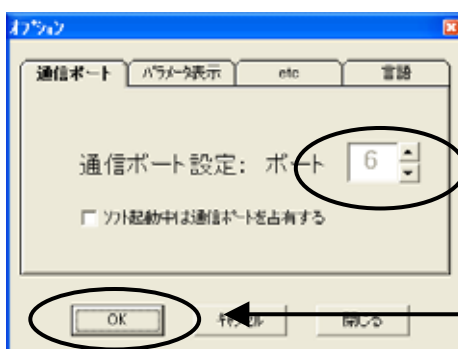 オプション
通信ポート パラメータ表示 etc 言語
通信ポート設定: ポート 6
ソフト起動中は通信ポートを占有する
OK キャンセル 閉じる